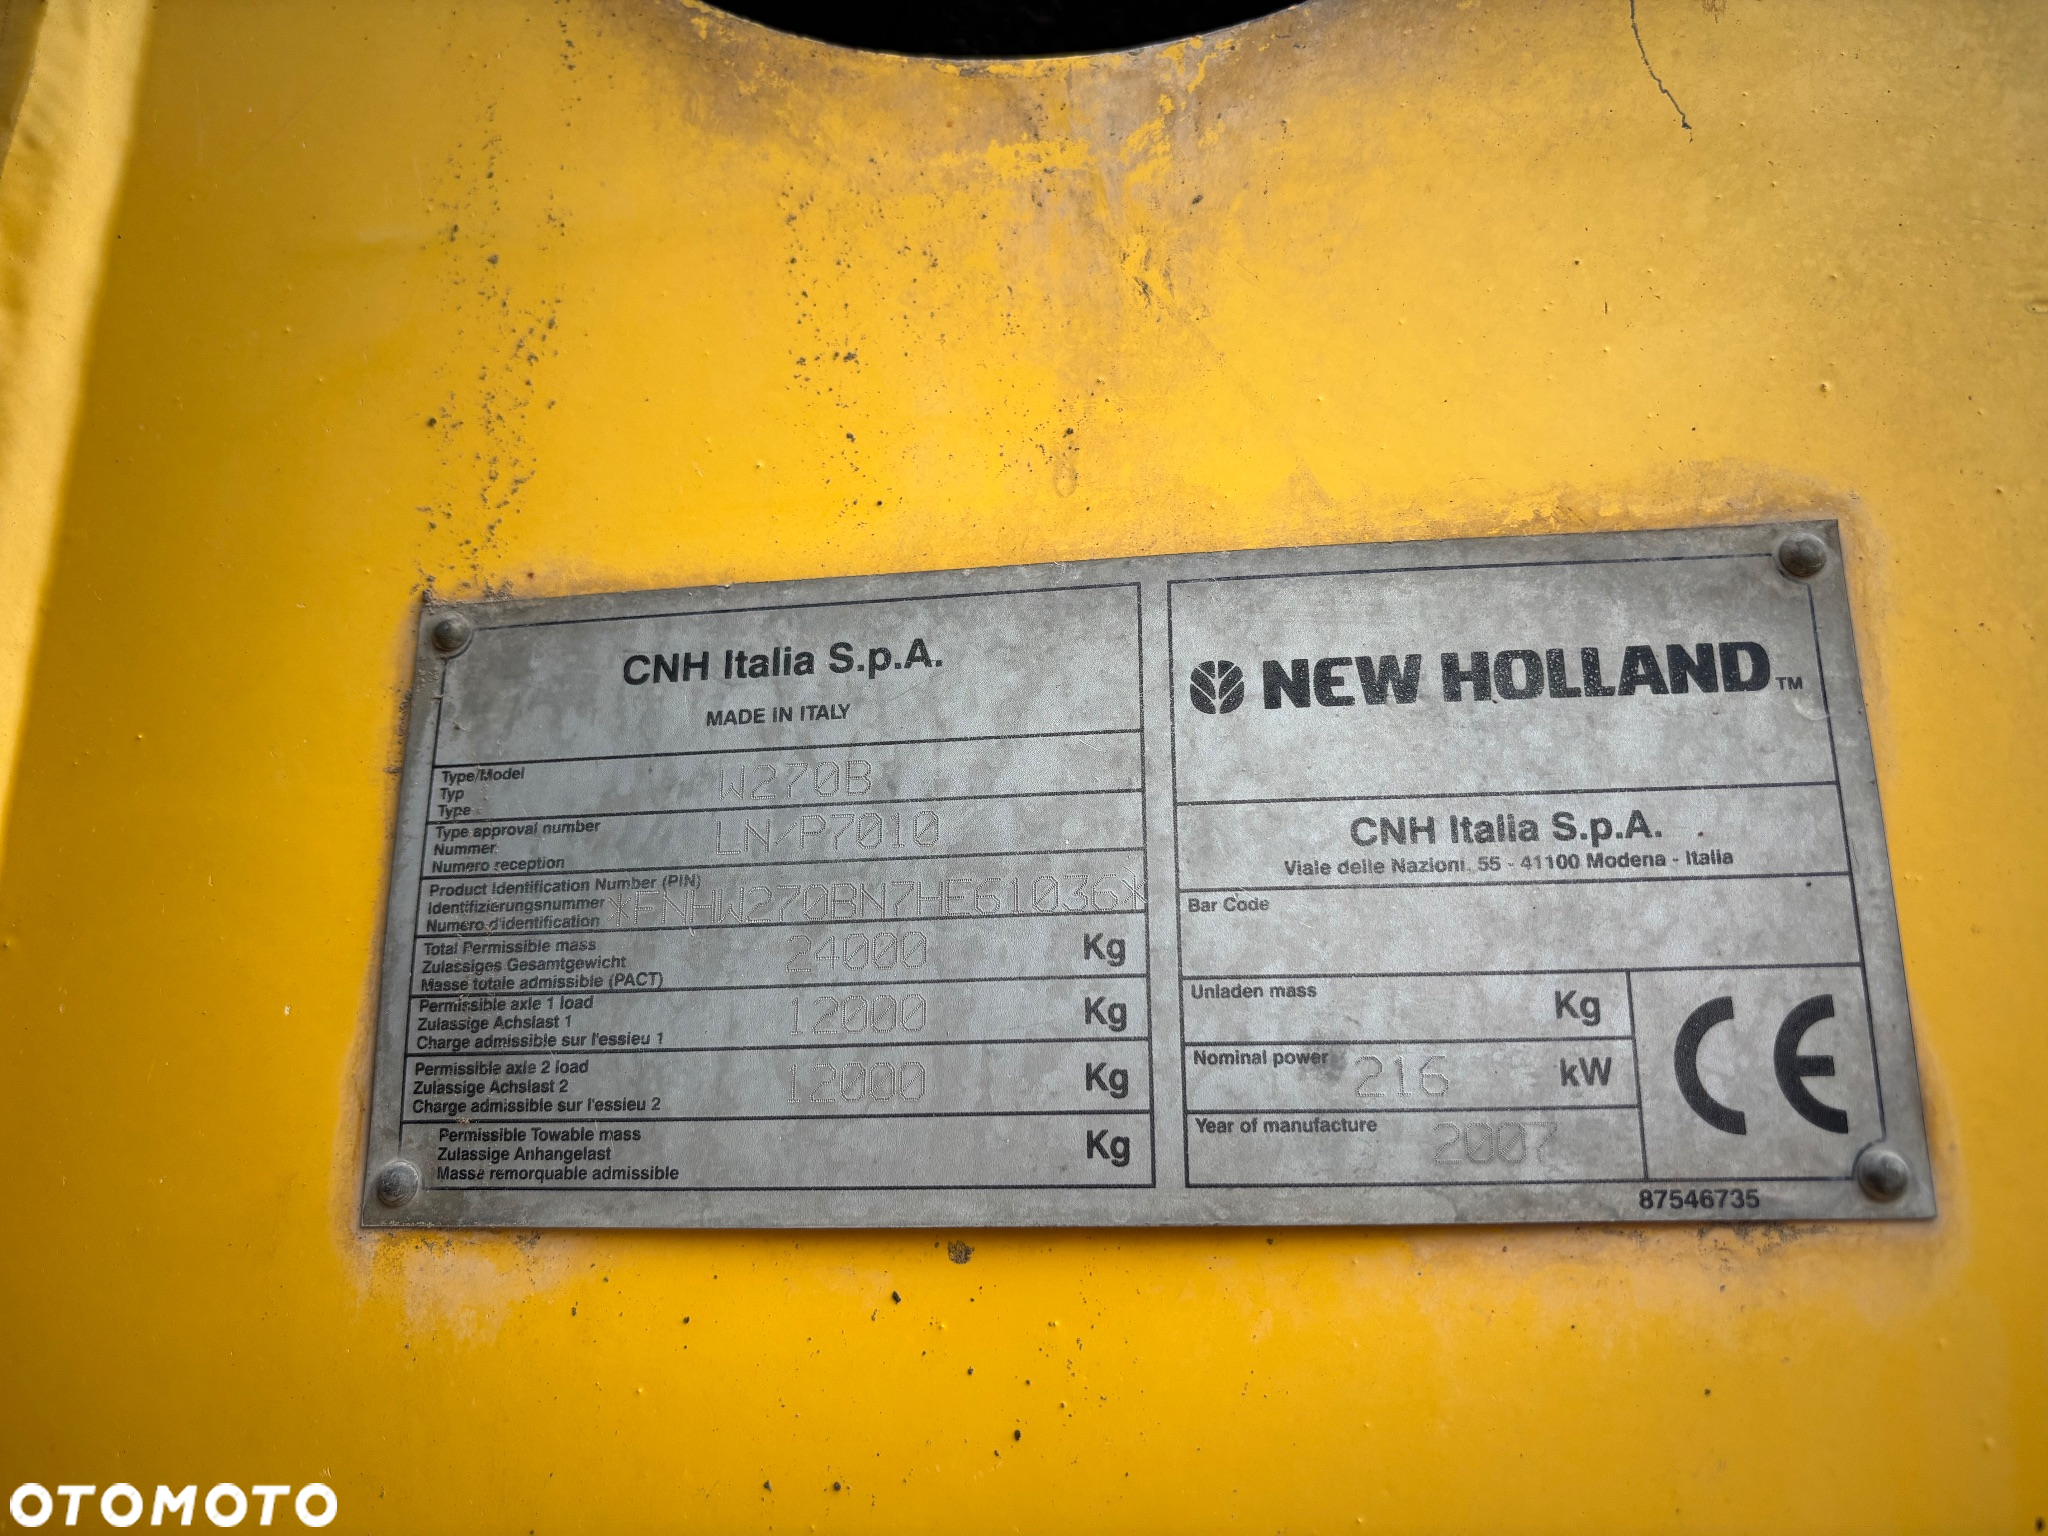 CNH Italia S.p.A.
MADE IN ITALY
Type/Model
Typ
Type
W270B
Type approval number
Nummer
Numero reception
LN/P7010
Product Identification Number (PIN)
Identifizierungsnummer
Numero d'identification
*FNHW270BN7HE61036*
Total Permissible mass
Zulassiges Gesamtgewicht
Masse totale admissible (PACT)
24000 Kg
Permissible axle 1 load
Zulassige Achslast 1
Charge admissible sur l'essieu 1
12000 Kg
Permissible axle 2 load
Zulassige Achslast 2
Charge admissible sur l'essieu 2
12000 Kg
Permissible Towable mass
Zulassige Anhangelast
Masse remorquable admissible
Kg
NEW HOLLAND TM
CNH Italia S.p.A.
Viale delle Nazioni, 55 - 41100 Modena - Italia
Bar Code
Unladen mass Kg
Nominal power 216 kW
Year of manufacture 2007
CE
87546735
OTOMOTO